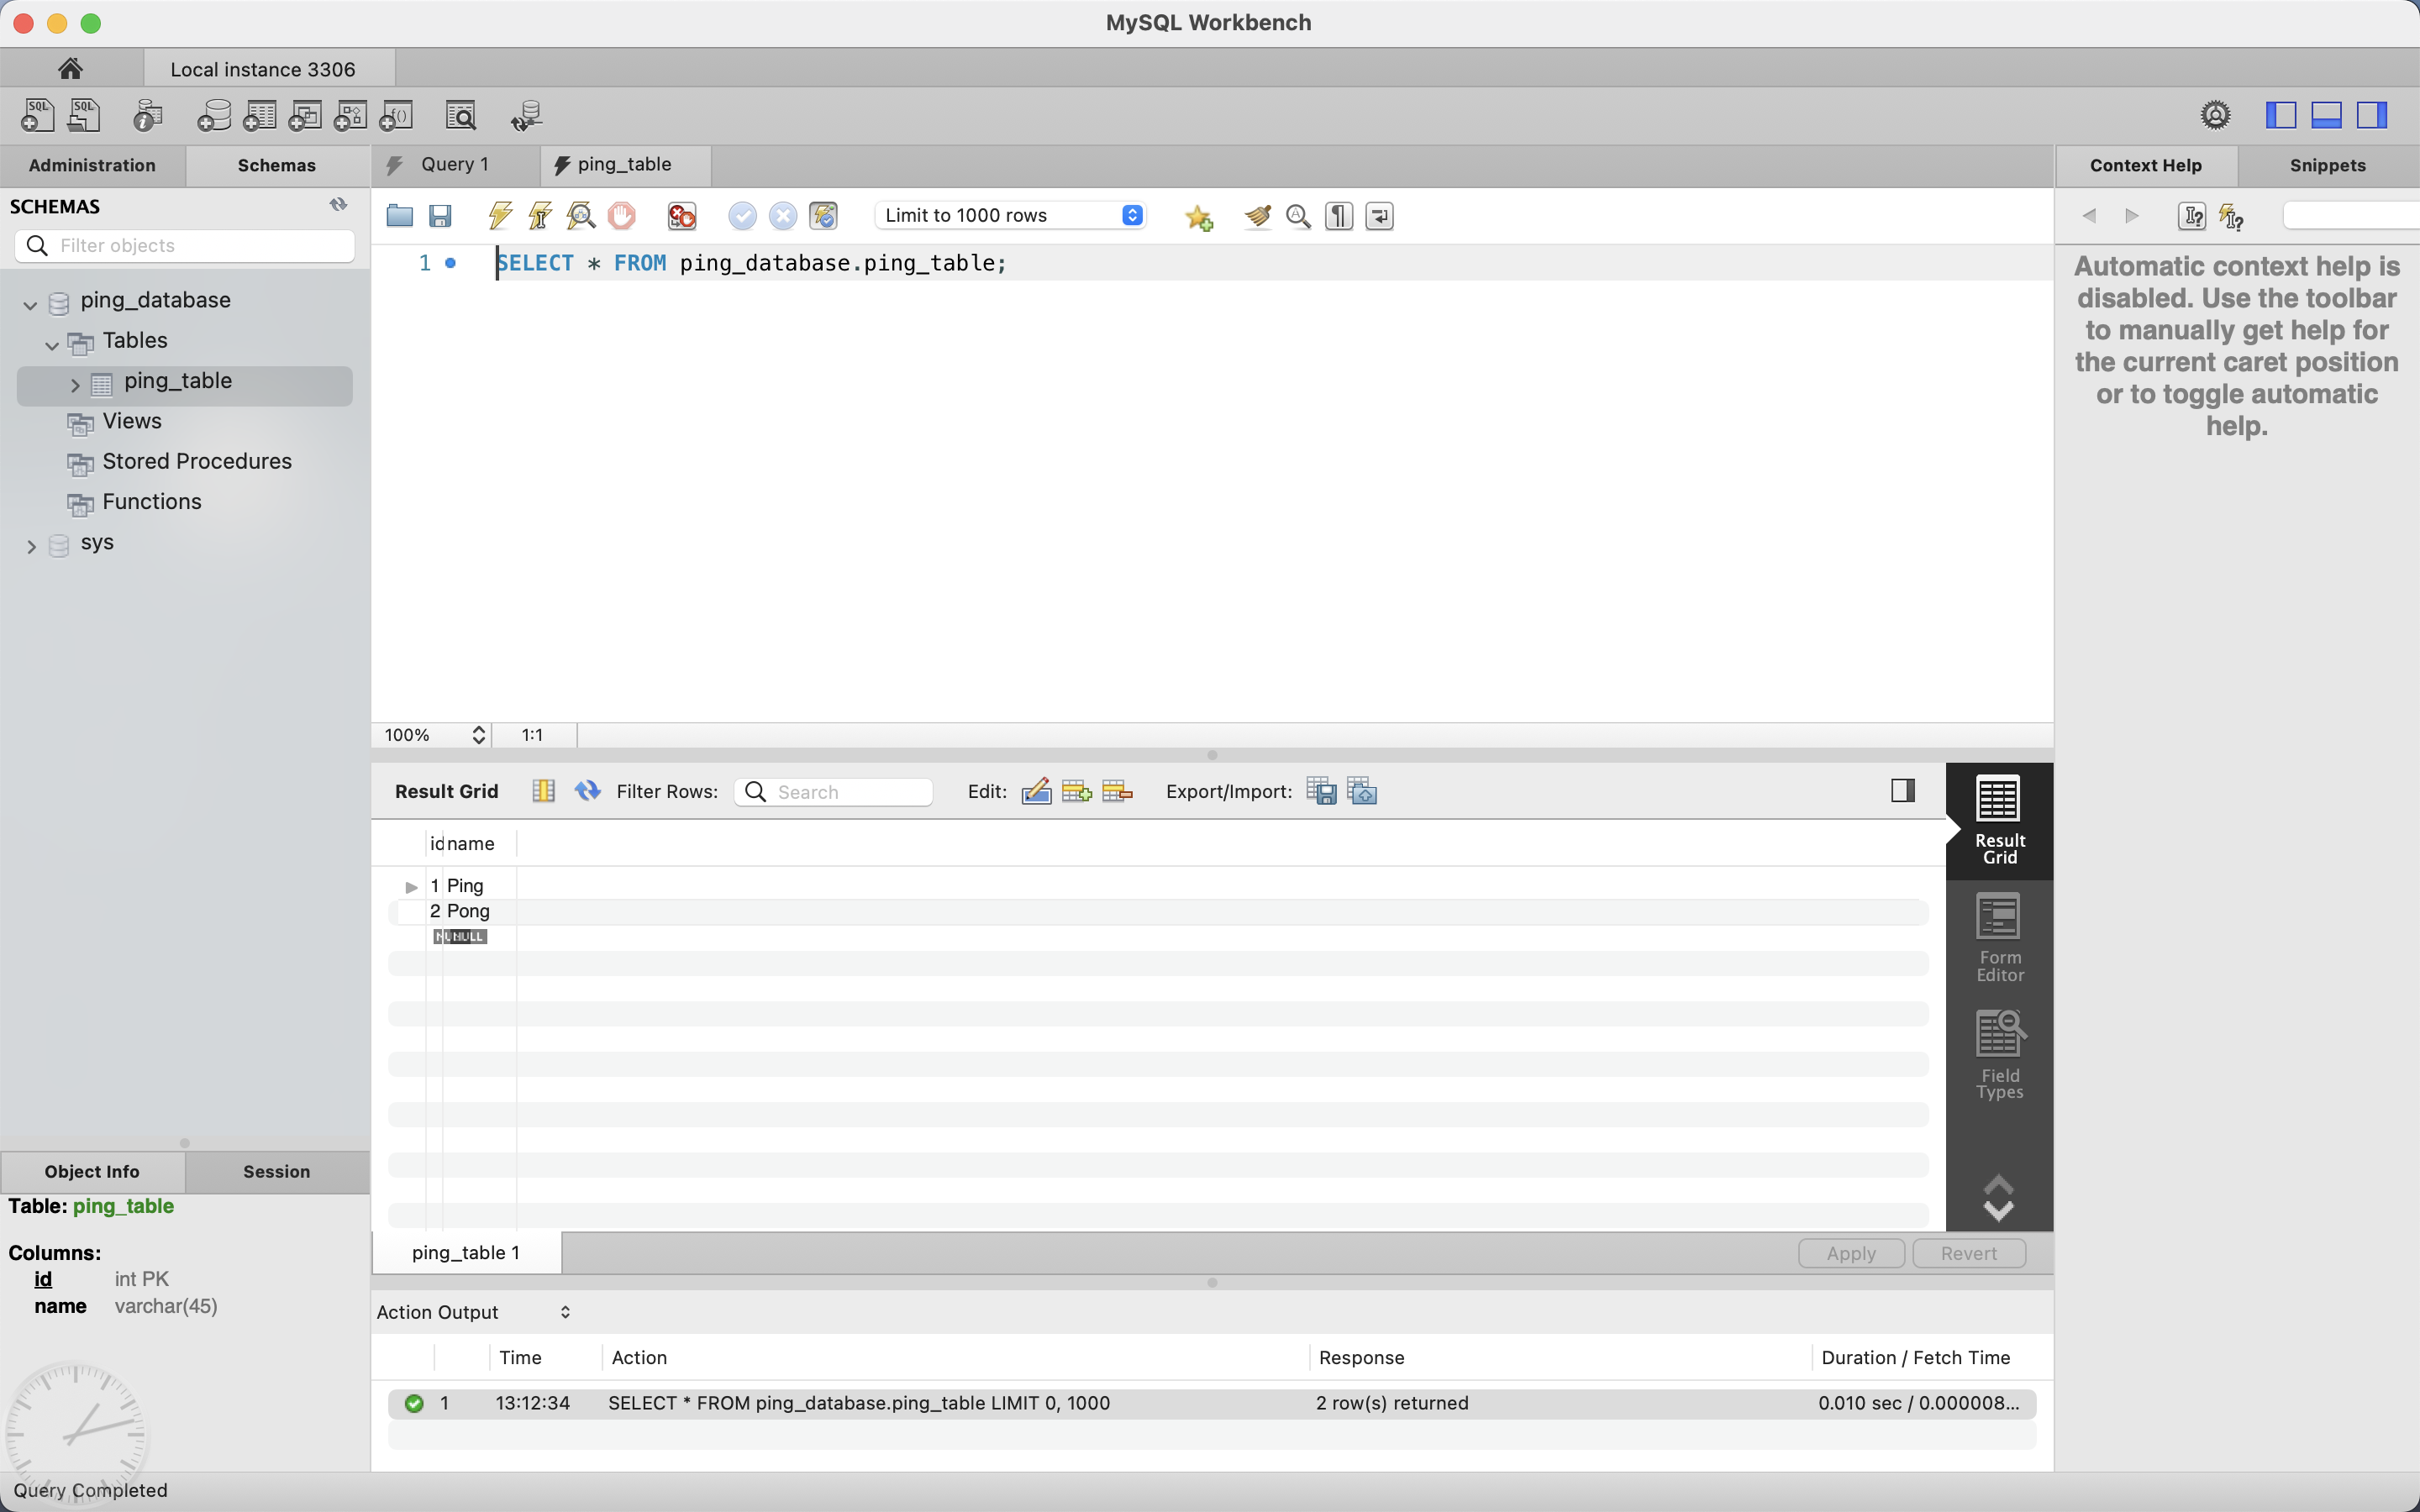 MySQL Workbench
Local instance 3306
SQL SQL
Administration Schemas
Query 1 ping_table
Context Help Snippets
SCHEMAS
Filter objects
Limit to 1000 rows
1 SELECT * FROM ping_database.ping_table;
Automatic context help is
disabled. Use the toolbar
to manually get help for
the current caret position
or to toggle automatic
help.
ping_database
Tables
ping_table
Views
Stored Procedures
Functions
sys
100% 1:1
Result Grid Filter Rows: Search Edit: Export/Import:
id name
1 Ping
2 Pong
NULL
Result
Grid
Form
Editor
Field
Types
ping_table 1 Apply Revert
Object Info Session
Table: ping_table
Columns:
id int PK
name varchar(45)
Action Output
Time Action Response Duration / Fetch Time
1 13:12:34 SELECT * FROM ping_database.ping_table LIMIT 0, 1000 2 row(s) returned 0.010 sec / 0.000008...
Query Completed